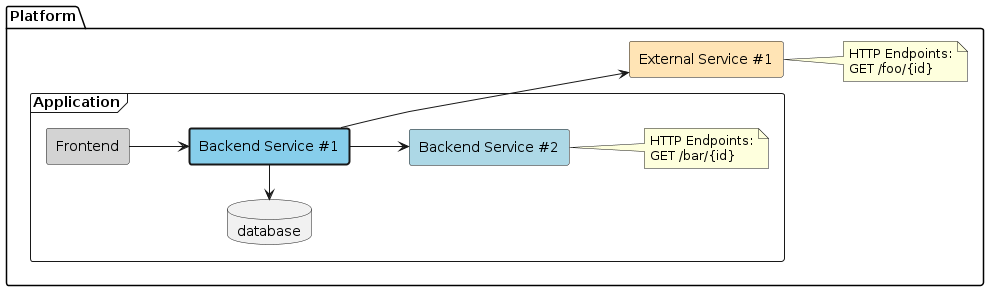 Platform
External Service #1
HTTP Endpoints:
GET /foo/{id}
Application
Frontend
Backend Service #1
Backend Service #2
HTTP Endpoints:
GET /bar/{id}
database